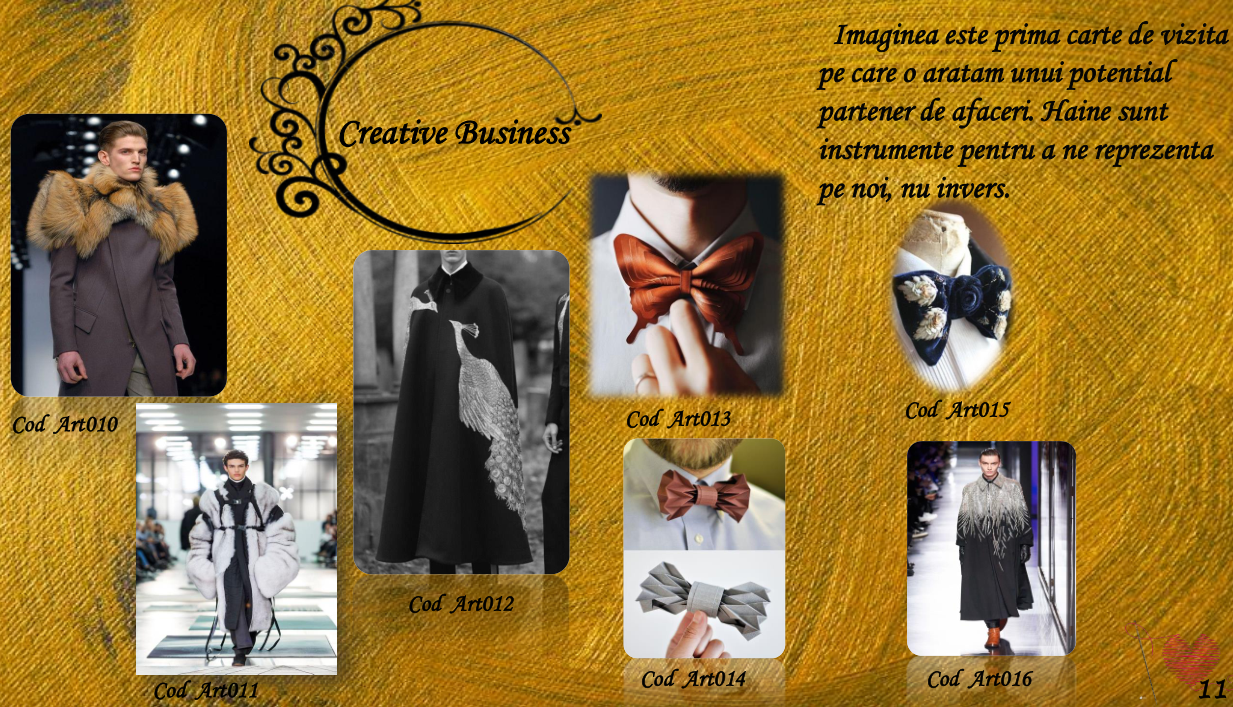 Creative Business
Imaginea este prima carte de vizita
pe care o aratam unui potential
partener de afaceri. Haine sunt
instrumente pentru a ne reprezenta
pe noi, nu invers.
Cod Art010
Cod Art011
Cod Art012
Cod Art013
Cod Art014
Cod Art015
Cod Art016
11